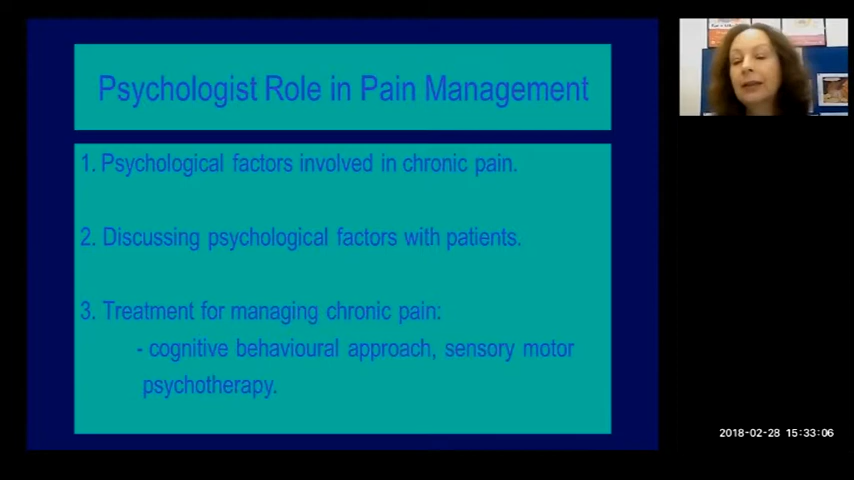 Psychologist Role in Pain Management
1. Psychological factors involved in chronic pain.
2. Discussing psychological factors with patients.
3. Treatment for managing chronic pain:
- cognitive behavioural approach, sensory motor
psychotherapy.
2018-02-28 15:33:06